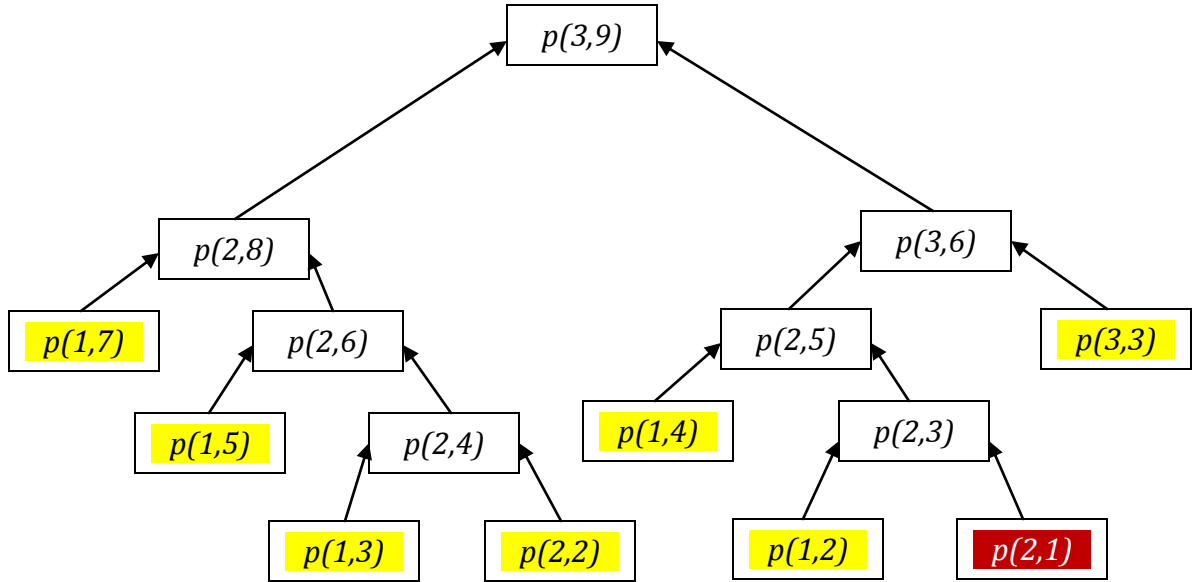 p(3,9)
p(2,8)
p(3,6)
p(1,7)
p(2,6)
p(2,5)
p(3,3)
p(1,5)
p(2,4)
p(1,4)
p(2,3)
p(1,3)
p(2,2)
p(1,2)
p(2,1)